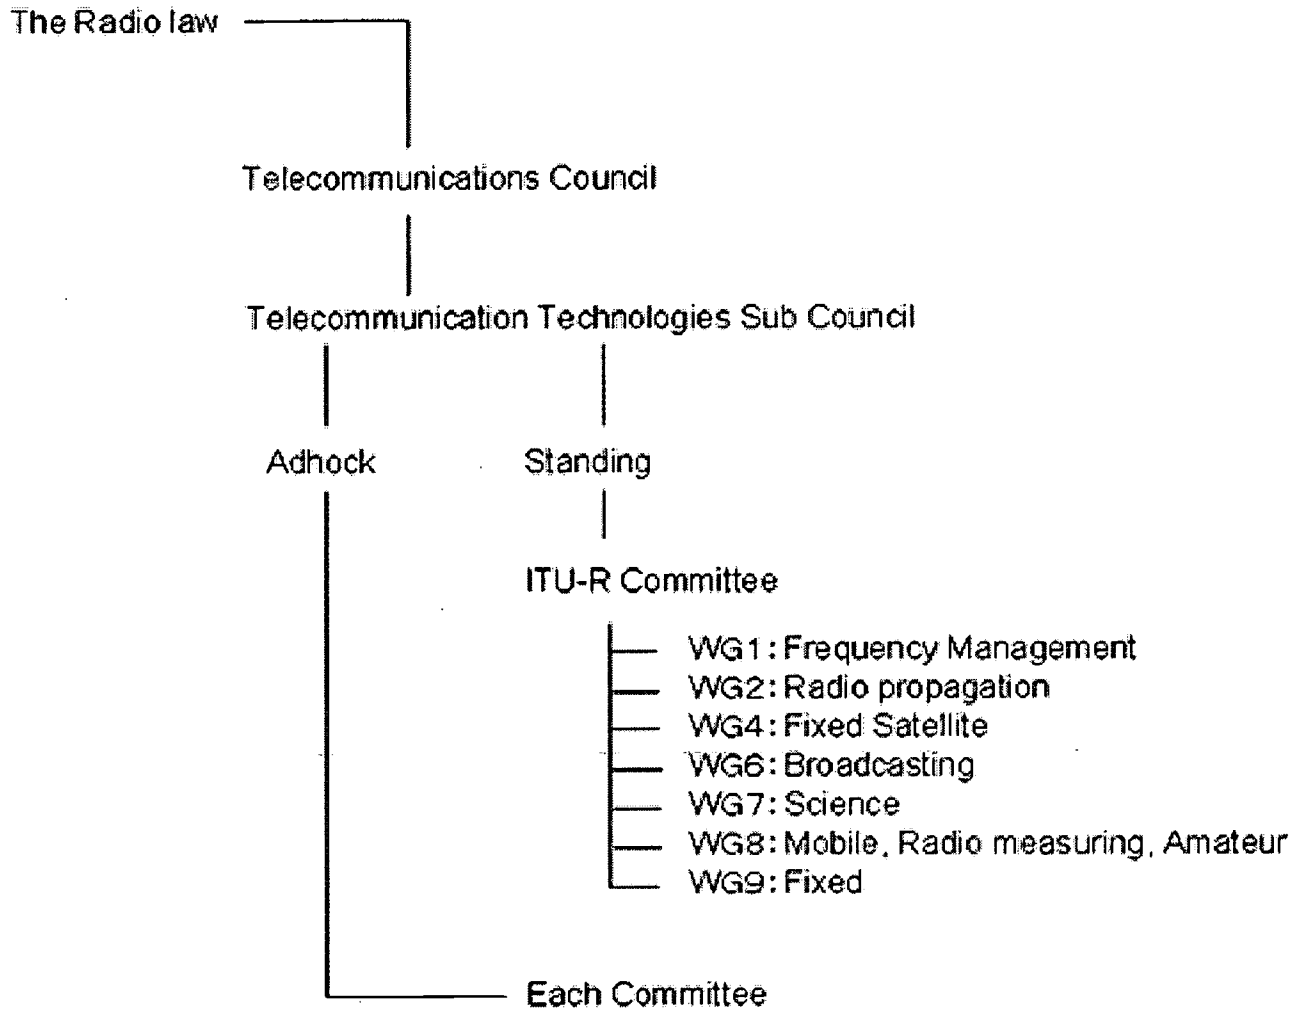 The Radio law
Telecommunications Council
Telecommunication Technologies Sub Council
Adhock
Standing
ITU-R Committee
WG1: Frequency Management
WG2: Radio propagation
WG4: Fixed Satellite
WG6: Broadcasting
WG7: Science
WG8: Mobile, Radio measuring, Amateur
WG9: Fixed
Each Committee